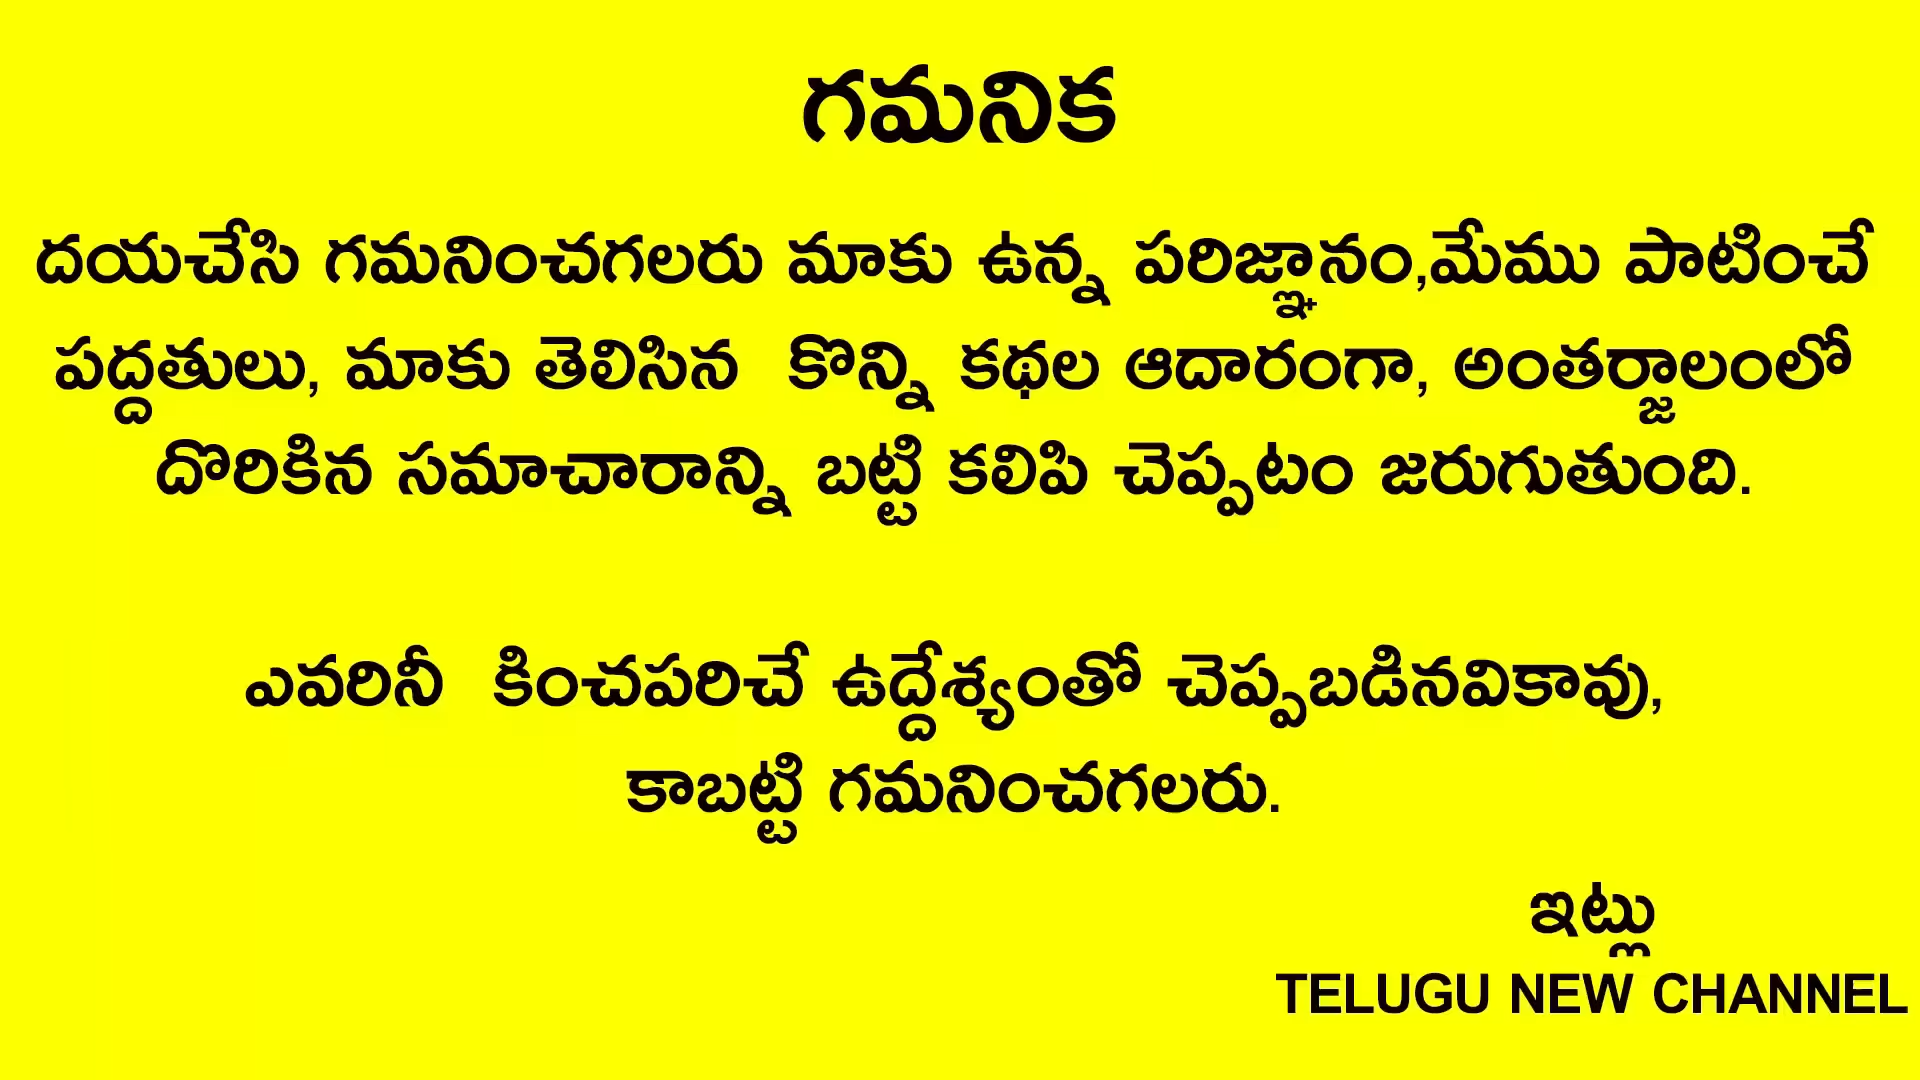 గమనిక
దయచేసి గమనించగలరు మాకు ఉన్న పరిజ్ఞానం,మేము పాటించే
పద్దతులు, మాకు తెలిసిన కొన్ని కథల ఆదారంగా, అంతర్జాలంలో
దొరికిన సమాచారాన్ని బట్టి కలిపి చెప్పటం జరుగుతుంది.
ఎవరినీ కించపరిచే ఉద్దేశ్యంతో చెప్పబడినవికావు,
కాబట్టి గమనించగలరు.
ఇట్లు
TELUGU NEW CHANNEL